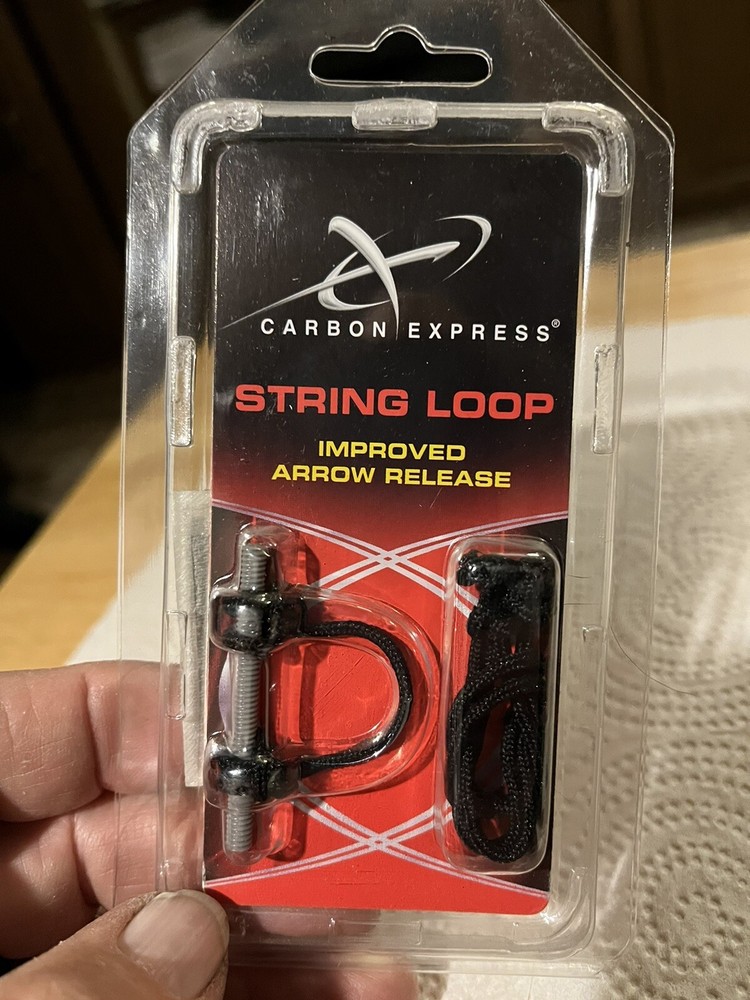 CARBON EXPRESS®
STRING LOOP
IMPROVED
ARROW RELEASE